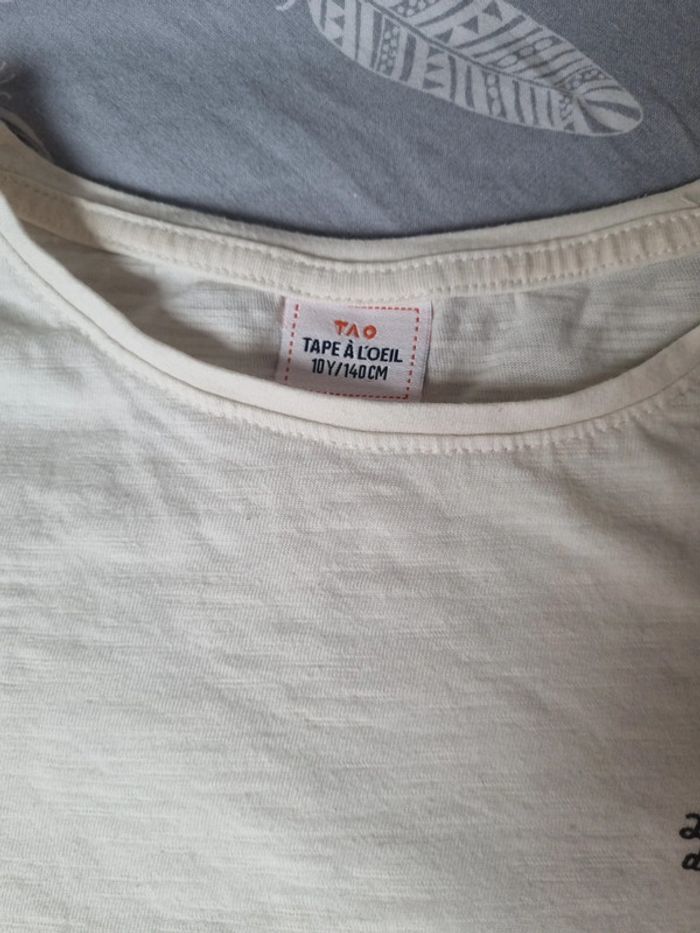 TAO
TAPE À L'OEIL
10Y/140CM